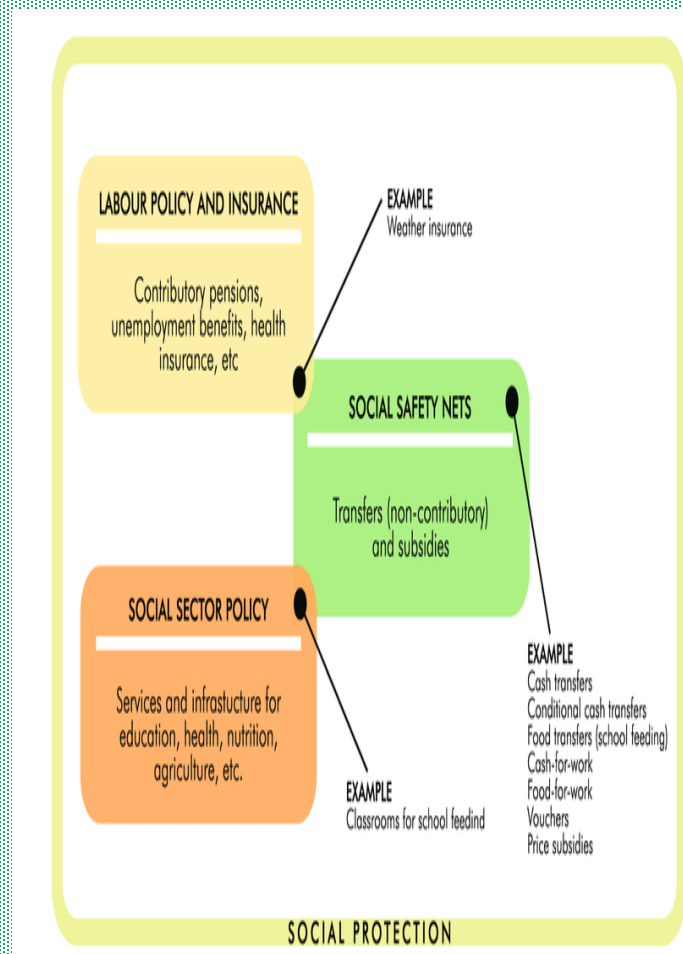 LABOUR POLICY AND INSURANCE
Contributory pensions,
unemployment benefits, health
insurance, etc
EXAMPLE
Weather insurance
SOCIAL SAFETY NETS
Transfers (non-contributory)
and subsidies
SOCIAL SECTOR POLICY
Services and infrastucture for
education, health, nutrition,
agriculture, etc.
EXAMPLE
Classrooms for school feedind
EXAMPLE
Cash transfers
Conditional cash transfers
Food transfers (school feeding)
Cash-for-work
Food-for-work
Vouchers
Price subsidies
SOCIAL PROTECTION